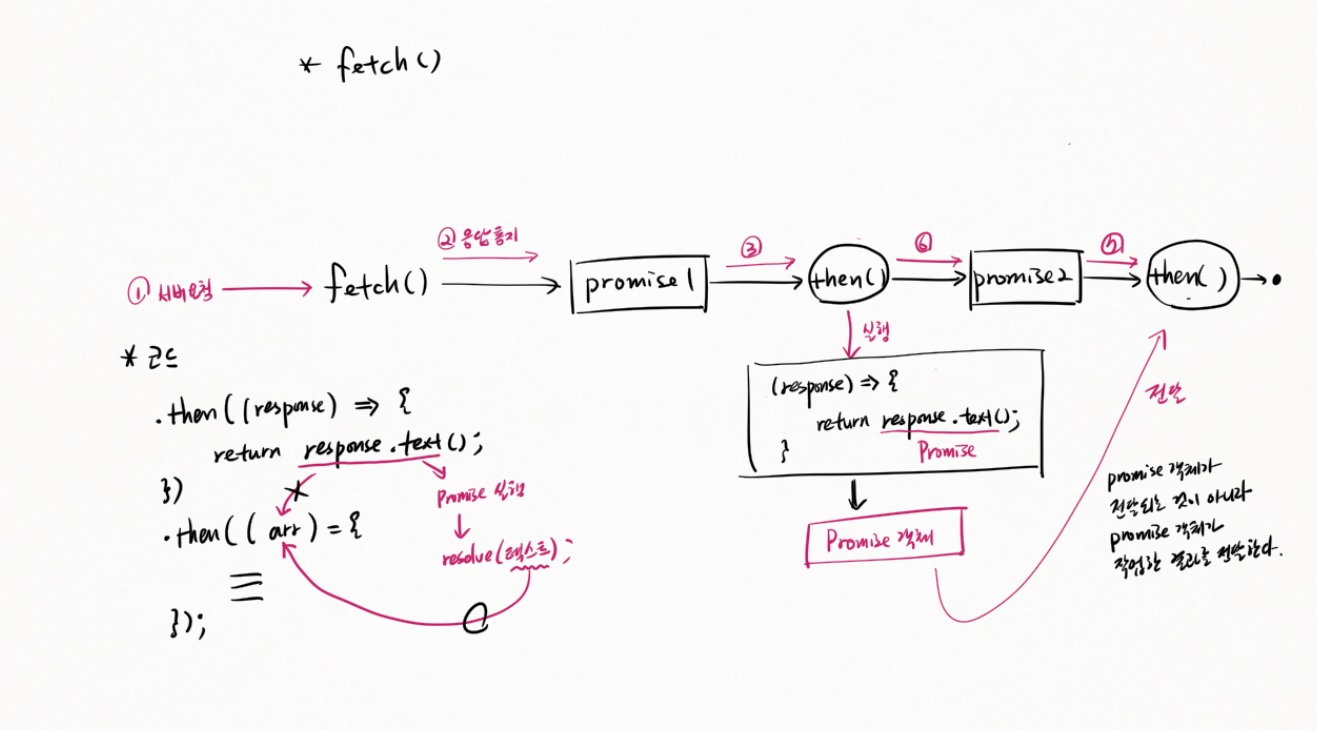 * fetch()
② 응답통지
③
⑥
⑤
① 서버요청
fetch()
promise1
then()
promise2
then( )
실행
* 코드
(response) => {
return response.text();
}
Promise
전달
.then((response) => {
return response.text();
})
Promise 실행
.then(( arr ) = {
resolve(텍스트);
});
Promise 객체
promise 객체가
전달되는 것이 아니라
promise 객체가
작업한 결과를 전달한다.